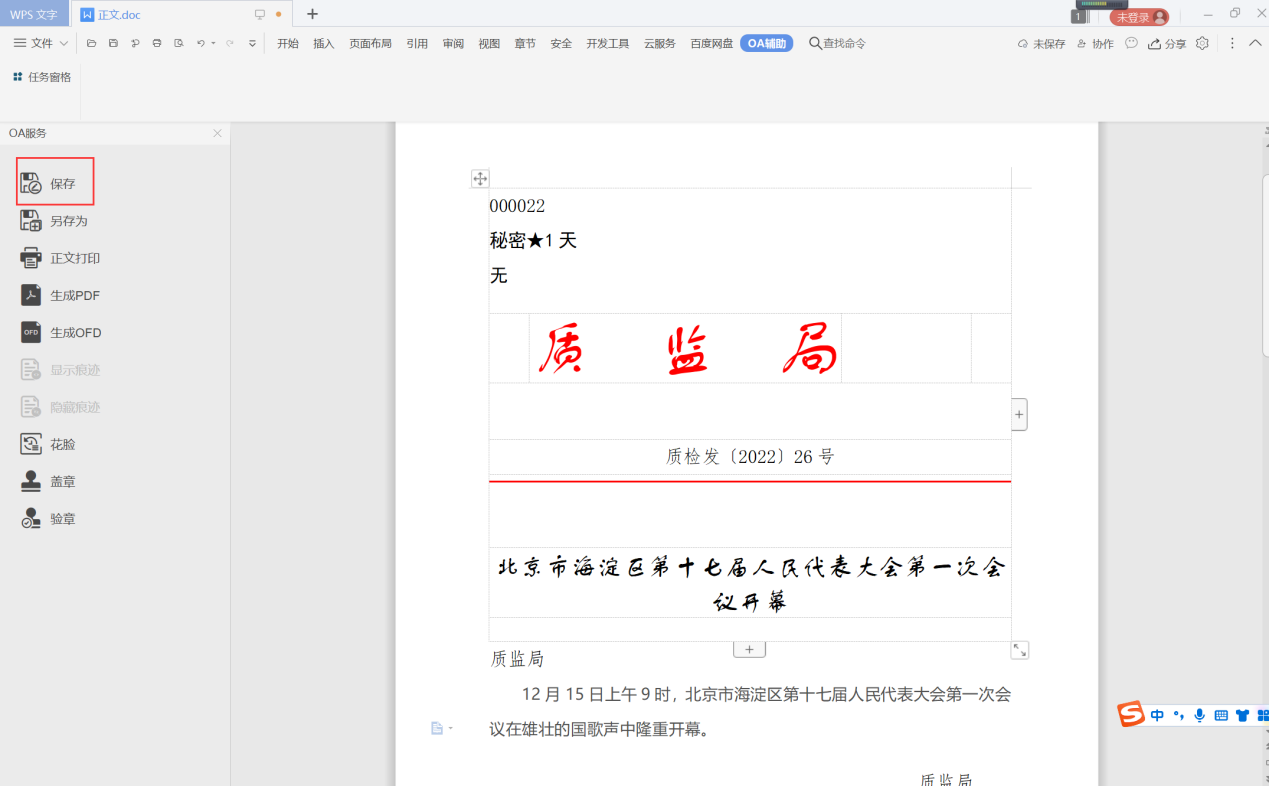 WPS 文字
正文.doc
1
未登录
文件
开始 插入 页面布局 引用 审阅 视图 章节 安全 开发工具 云服务 百度网盘 OA辅助 查找命令
未保存 协作 分享
任务窗格
OA服务
保存
另存为
正文打印
生成PDF
OFD 生成OFD
显示痕迹
隐藏痕迹
花脸
盖章
验章
000022
秘密★1 天
无
质 监 局
质检发〔2022〕26 号
北京市海淀区第十七届人民代表大会第一次会
议开幕
质监局
12 月 15 日上午 9 时，北京市海淀区第十七届人民代表大会第一次会
议在雄壮的国歌声中隆重开幕。
质监局
中